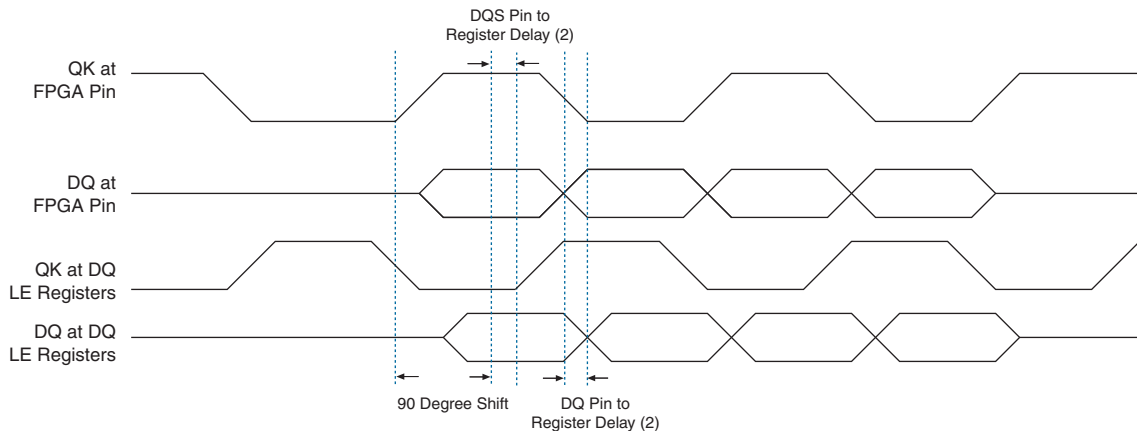 DQS Pin to
Register Delay (2)
QK at
FPGA Pin
DQ at
FPGA Pin
QK at DQ
LE Registers
DQ at DQ
LE Registers
90 Degree Shift
DQ Pin to
Register Delay (2)